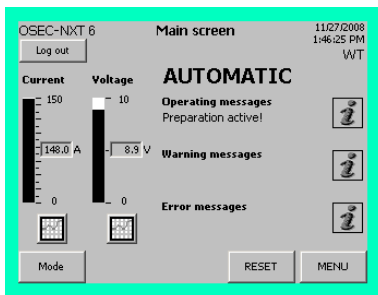 OSEC-NXT 6
Main screen
11/27/2008
1:46:25 PM
Log out
WT
Current
Voltage
AUTOMATIC
150
10
Operating messages
Preparation active!
148.0 A
8.9 V
Warning messages
0
0
Error messages
Mode
RESET
MENU